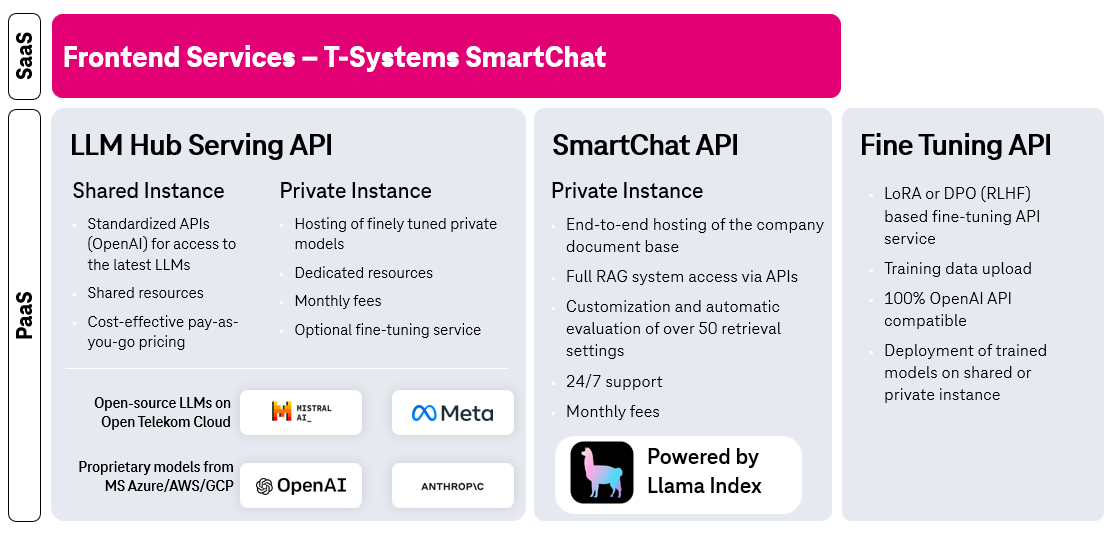 SaaS
Frontend Services – T-Systems SmartChat
PaaS
LLM Hub Serving API
Shared Instance
Standardized APIs
(OpenAI) for access to
the latest LLMs
Shared resources
Cost-effective pay-as-
you-go pricing
Private Instance
Hosting of finely tuned private
models
Dedicated resources
Monthly fees
Optional fine-tuning service
Open-source LLMs on
Open Telekom Cloud
MISTRAL
AI_
Meta
Proprietary models from
MS Azure/AWS/GCP
OpenAI
ANTHROP\C
SmartChat API
Private Instance
End-to-end hosting of the company
document base
Full RAG system access via APIs
Customization and automatic
evaluation of over 50 retrieval
settings
24/7 support
Monthly fees
Powered by
Llama Index
Fine Tuning API
LoRA or DPO (RLHF)
based fine-tuning API
service
Training data upload
100% OpenAI API
compatible
Deployment of trained
models on shared or
private instance